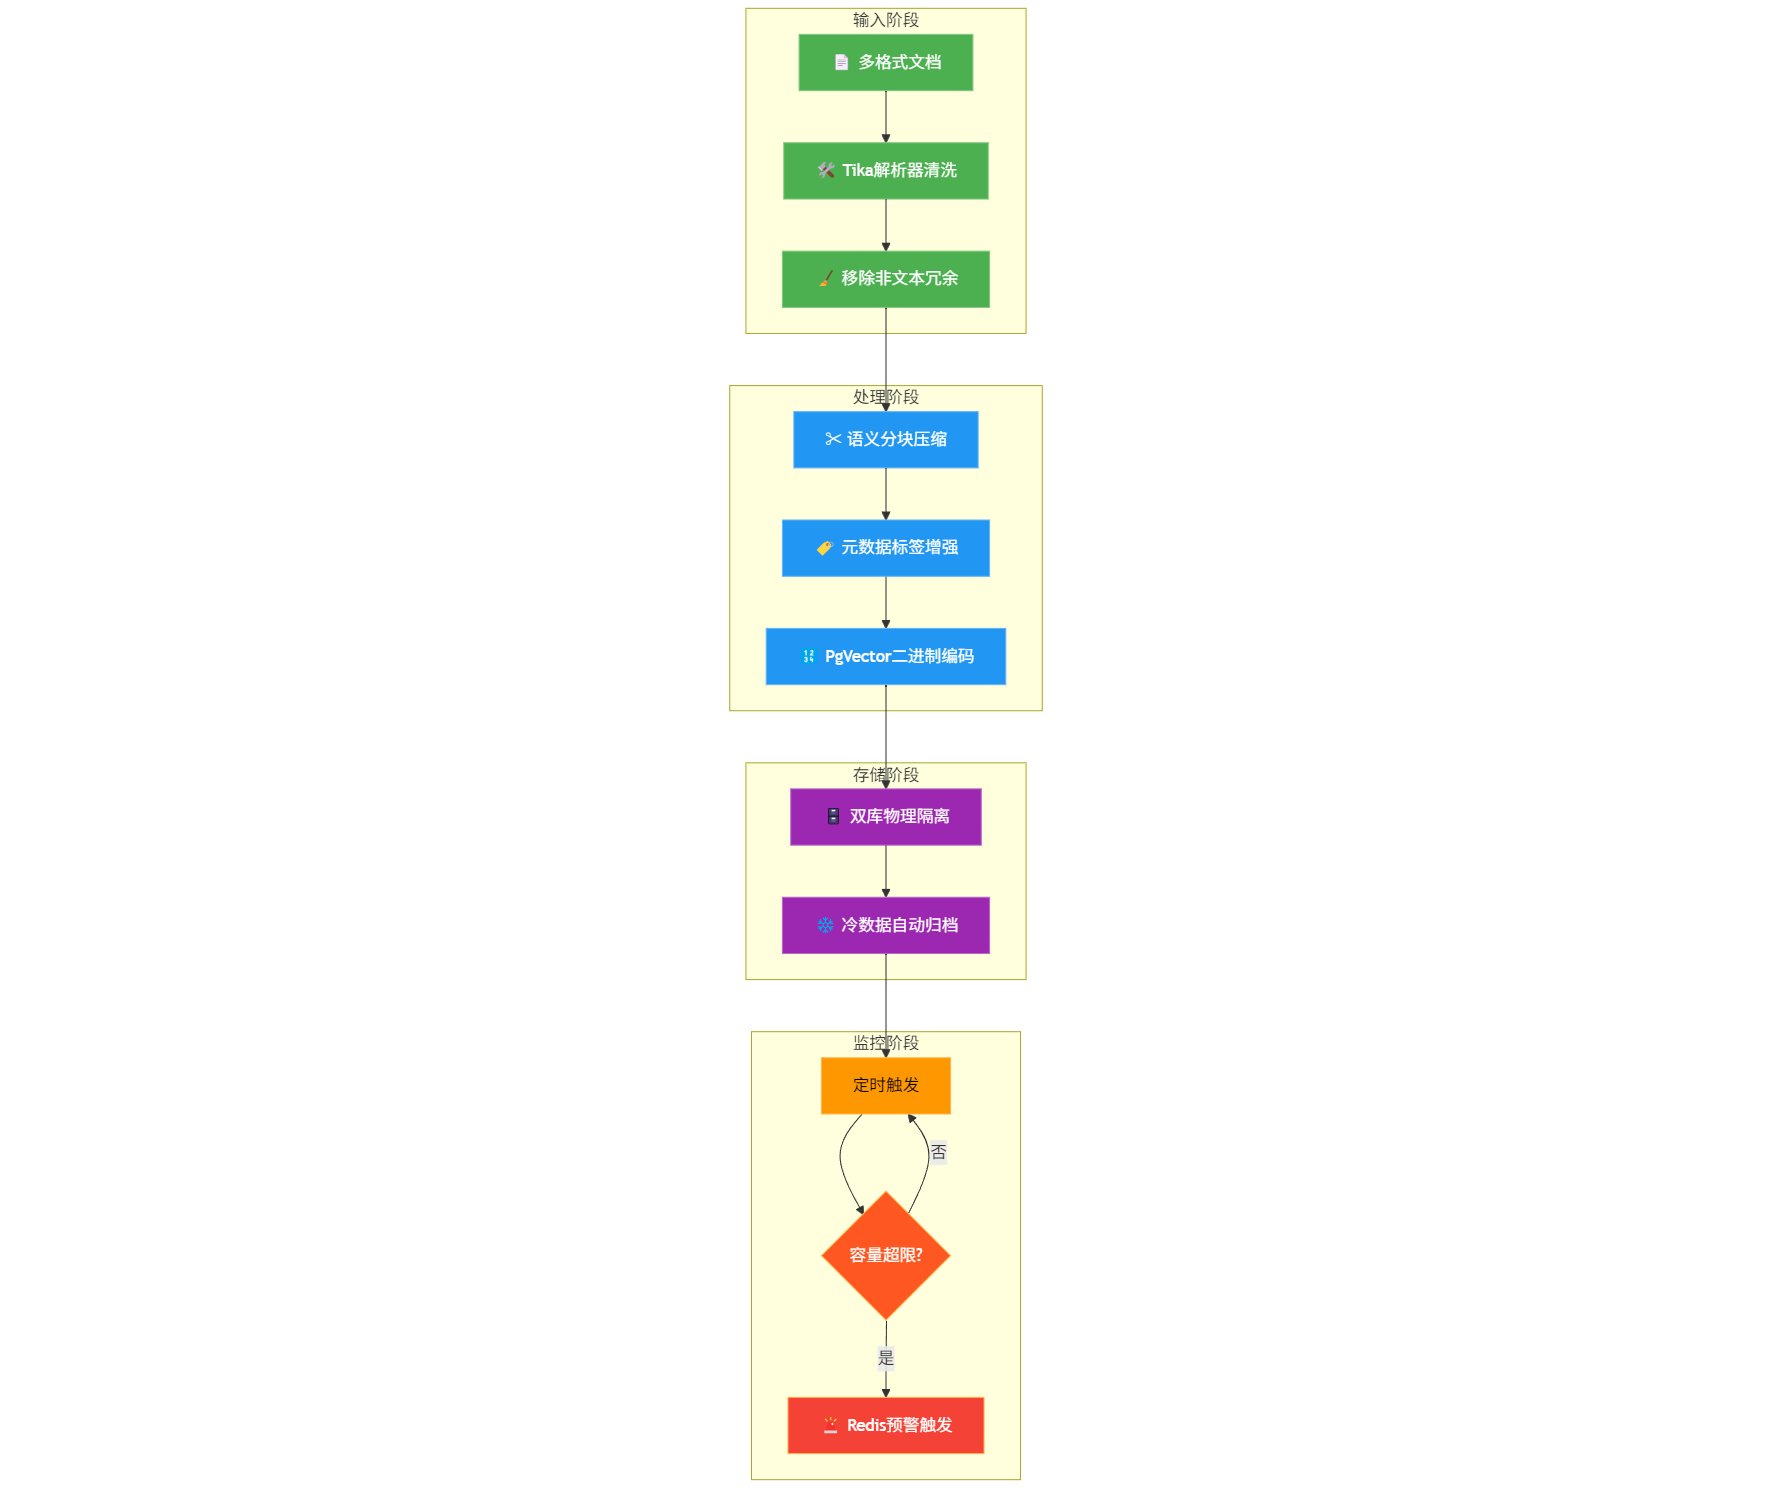 输入阶段
📄 多格式文档
🛠️ Tika解析器清洗
🧹 移除非文本冗余
处理阶段
✂ 语义分块压缩
🏷️ 元数据标签增强
🔢 PgVector二进制编码
存储阶段
🗄️ 双库物理隔离
❄️ 冷数据自动归档
监控阶段
定时触发
否
容量超限?
是
🚨 Redis预警触发